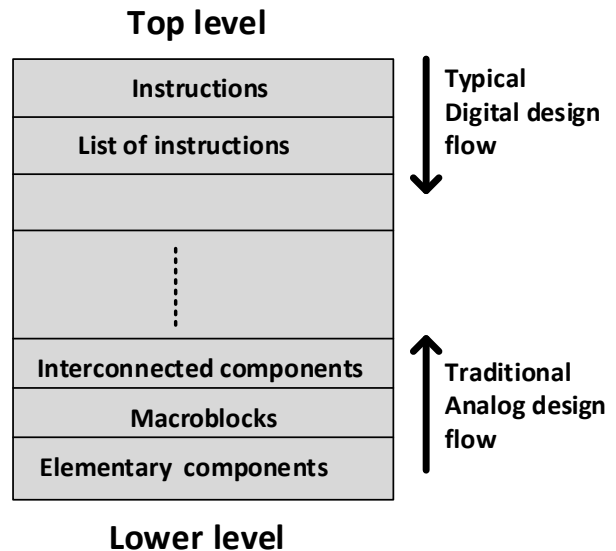 Top level
Instructions
List of instructions
Typical
Digital design
flow
Interconnected components
Macroblocks
Elementary components
Traditional
Analog design
flow
Lower level